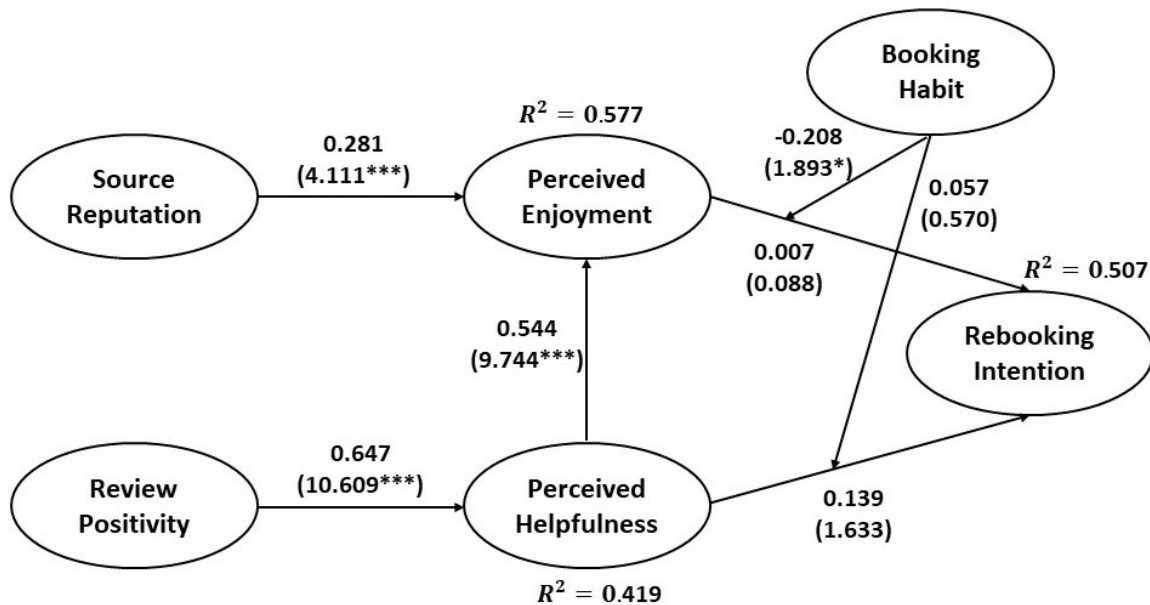 Booking
Habit
R² = 0.577
-0.208
(1.893*)
0.281
(4.111***)
Source
Reputation
Perceived
Enjoyment
0.057
(0.570)
0.007
(0.088)
R² = 0.507
0.544
(9.744***)
Rebooking
Intention
0.647
(10.609***)
Review
Positivity
Perceived
Helpfulness
0.139
(1.633)
R² = 0.419